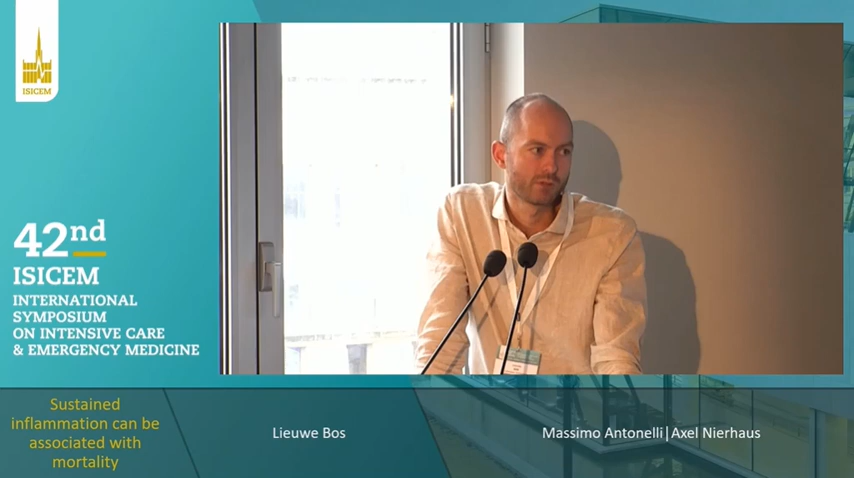 ISICEM
42nd
ISICEM
INTERNATIONAL
SYMPOSIUM
ON INTENSIVE CARE
& EMERGENCY MEDICINE
Sustained
inflammation can be
associated with
mortality
Lieuwe Bos
Massimo Antonelli|Axel Nierhaus